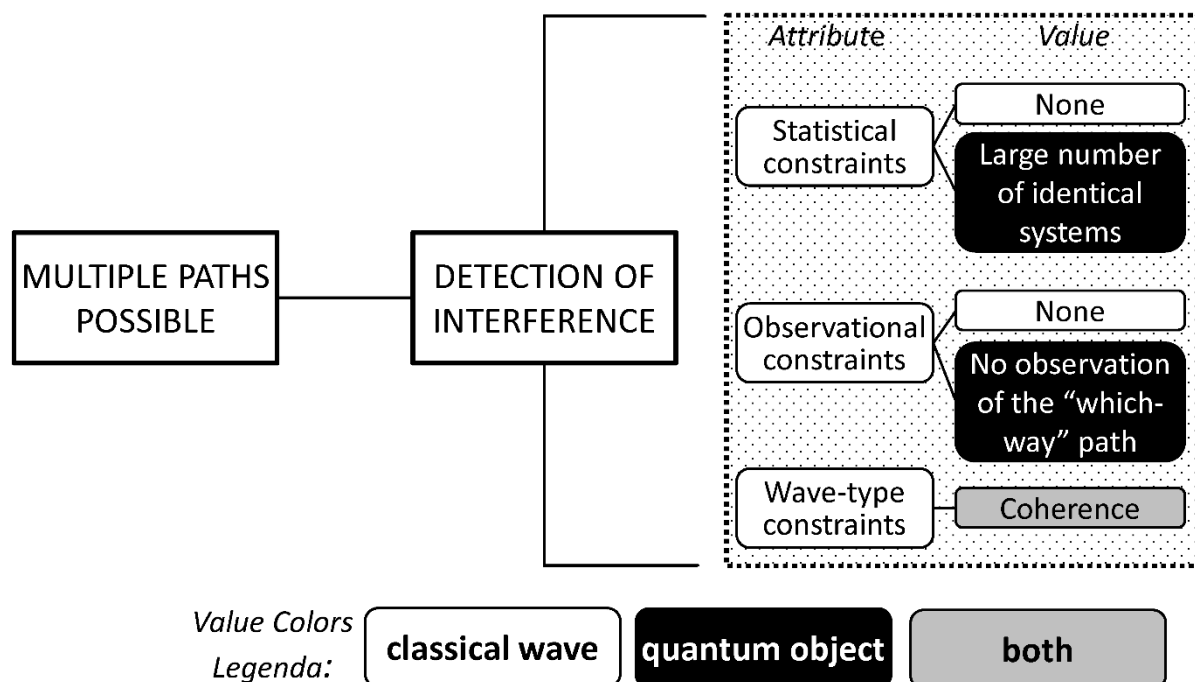 Attribute
Value
MULTIPLE PATHS
POSSIBLE
DETECTION OF
INTERFERENCE
Statistical
constraints
None
Large number
of identical
systems
Observational
constraints
None
No observation
of the “which-
way” path
Wave-type
constraints
Coherence
Value Colors
Legenda:
classical wave
quantum object
both